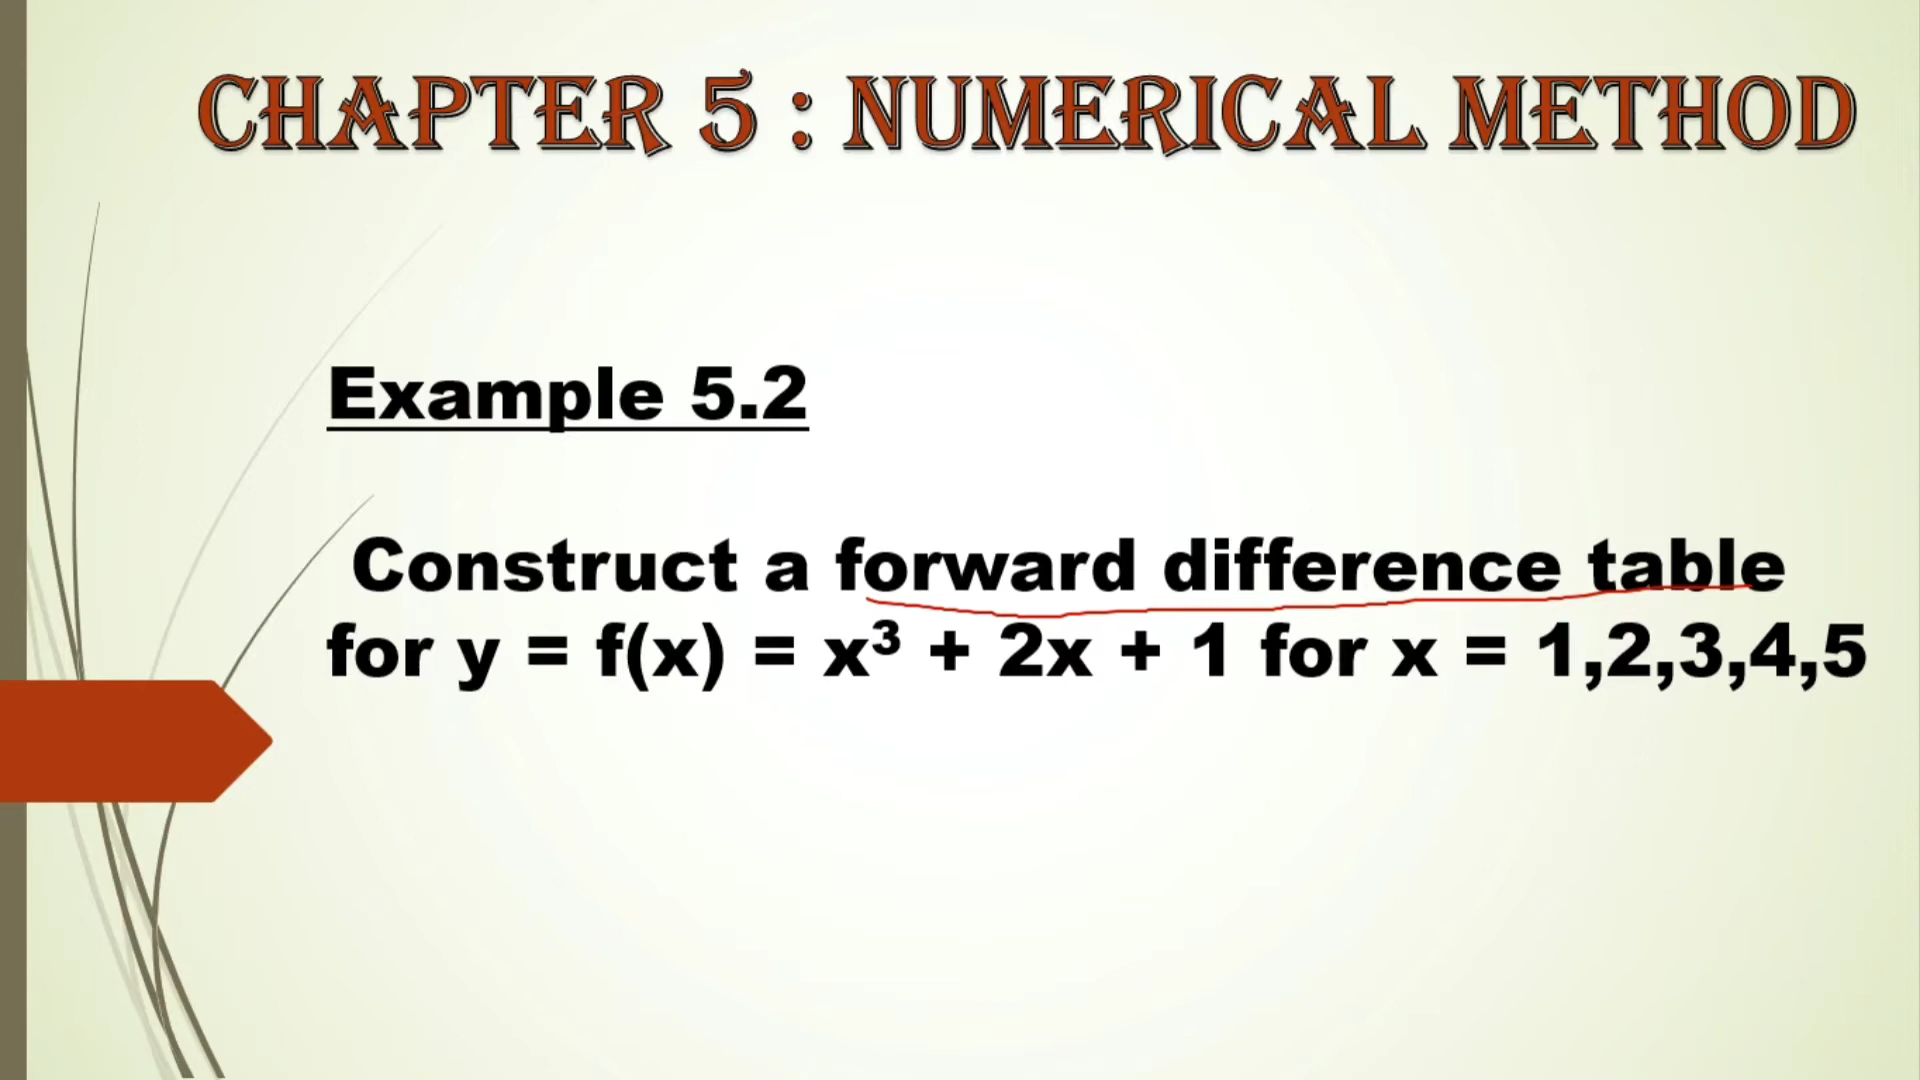 CHAPTER 5 : NUMERICAL METHOD
Example 5.2
Construct a forward difference table
for y = f(x) = x³ + 2x + 1 for x = 1,2,3,4,5